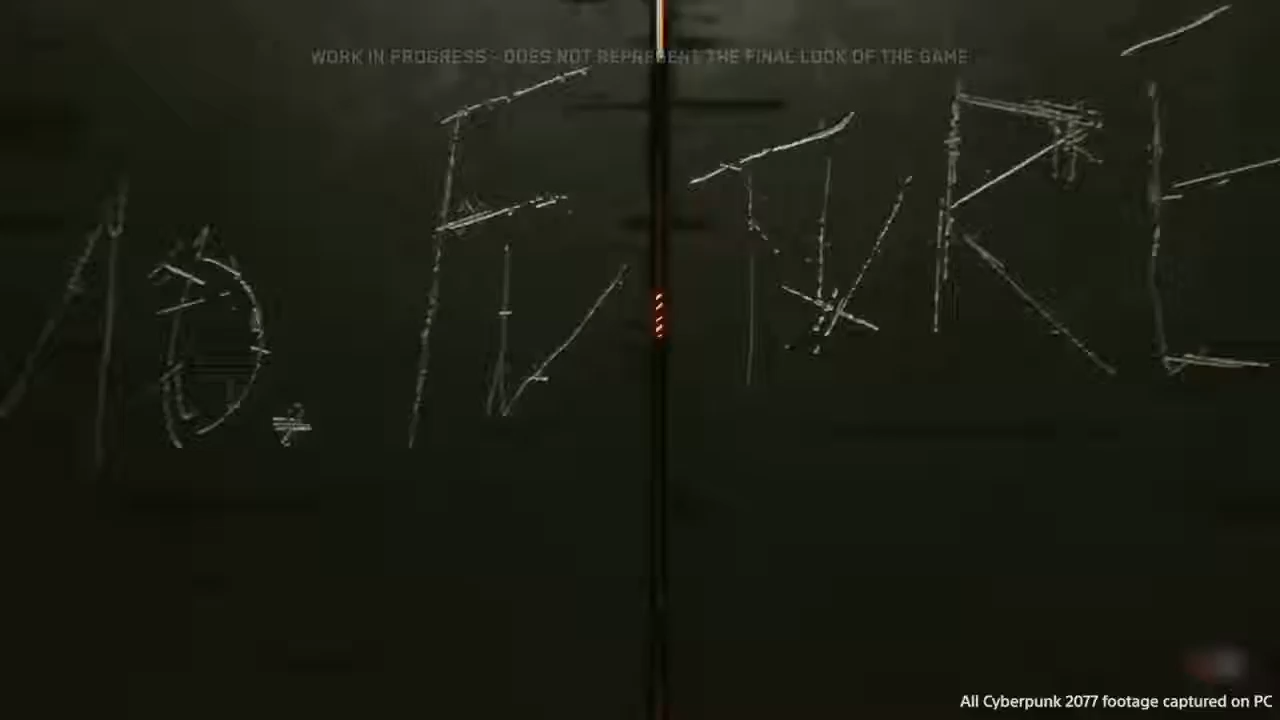 WORK IN PROGRESS - DOES NOT REPRESENT THE FINAL LOOK OF THE GAME
NO. FUTURE
All Cyberpunk 2077 footage captured on PC